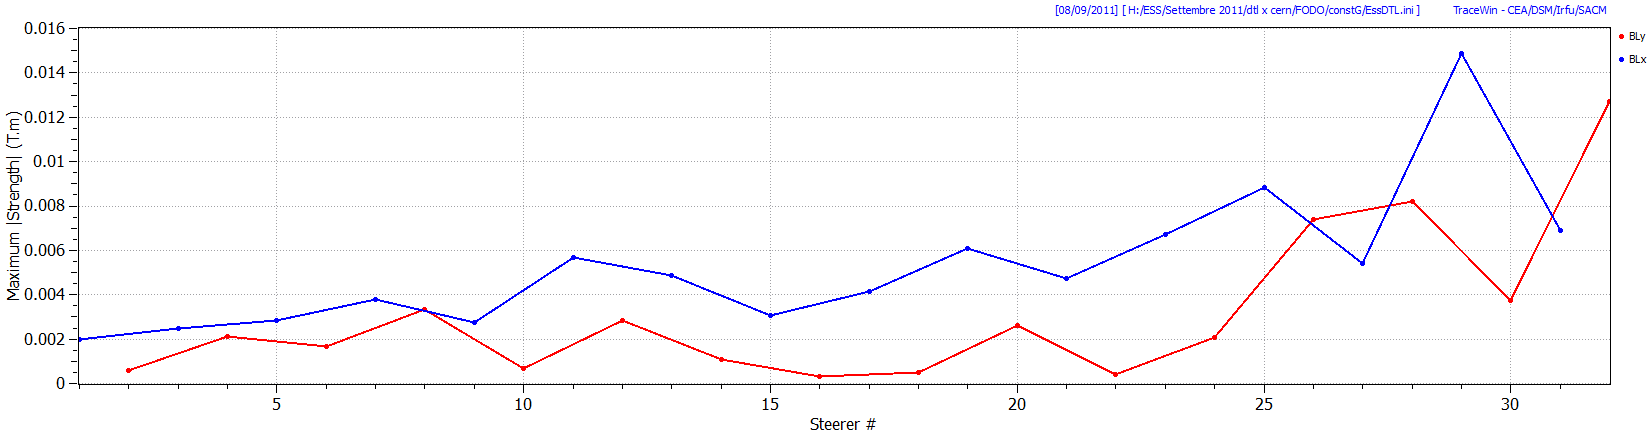 [08/09/2011] [ H:/ESS/Settembre 2011/dtl x cern/FODO/constG/EssDTL.ini ] TraceWin - CEA/DSM/Irfu/SACM
BLy
BLx
Maximum |Strength| (T.m)
0.016
0.014
0.012
0.01
0.008
0.006
0.004
0.002
0
5 10 15 20 25 30
Steerer #